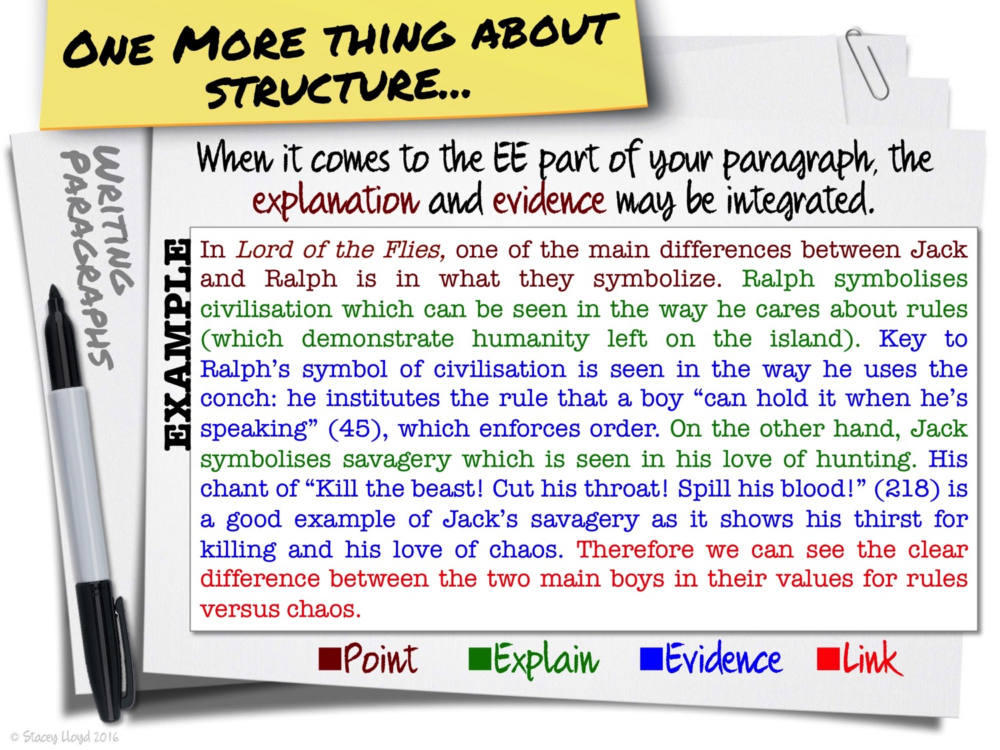 One More thing about
structure...
WRITING
PARAGRAPHS
When it comes to the EE part of your paragraph, the
explanation and evidence may be integrated.
EXAMPLE
In Lord of the Flies, one of the main differences between Jack
and Ralph is in what they symbolize. Ralph symbolises
civilisation which can be seen in the way he cares about rules
(which demonstrate humanity left on the island). Key to
Ralph’s symbol of civilisation is seen in the way he uses the
conch: he institutes the rule that a boy “can hold it when he’s
speaking” (45), which enforces order. On the other hand, Jack
symbolises savagery which is seen in his love of hunting. His
chant of “Kill the beast! Cut his throat! Spill his blood!” (218) is
a good example of Jack’s savagery as it shows his thirst for
killing and his love of chaos. Therefore we can see the clear
difference between the two main boys in their values for rules
versus chaos.
Point Explain Evidence Link
© Stacey Lloyd 2016